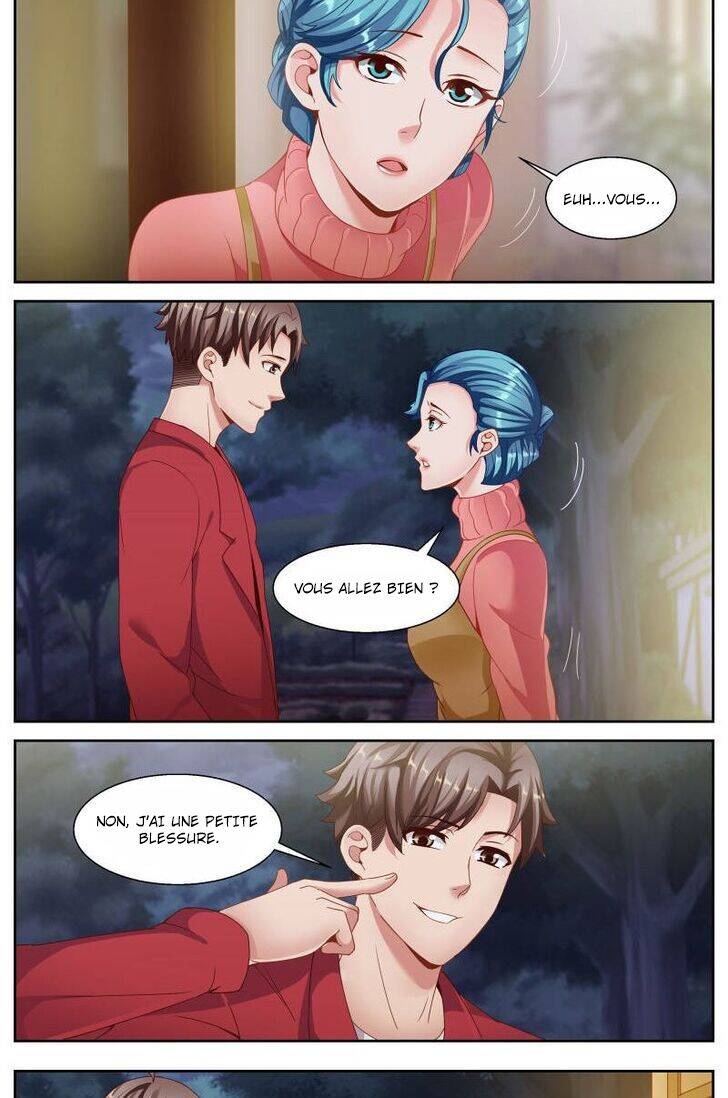 EUH...VOUS...
VOUS ALLEZ BIEN ?
NON, J'AI UNE PETITE
BLESSURE.